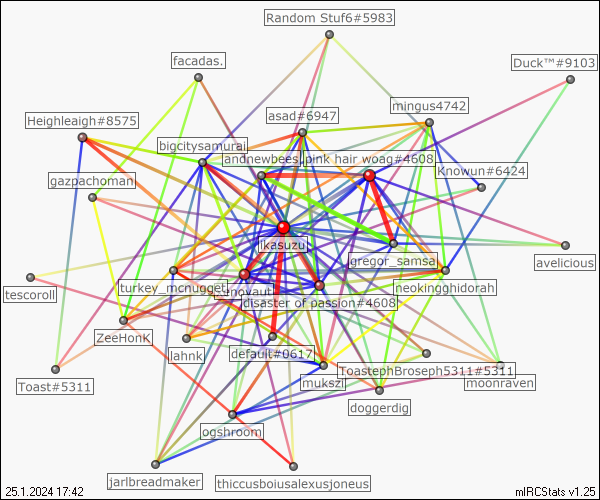 Random Stuf6#5983
facadas.
Duck™#9103
mingus4742
Heighleaigh#8575
asad#6947
bigcitysamurai
andnewbees
pink hair woag#4608
Knowun#6424
gazpachoman
ikasuzu
avelicious
gregor_samsa
tescoroll
turkey_mcnugget
neokingghidorah
disaster of passion#4608
ZeeHonK
lahnk
default#0617
ToastephBroseph5311#5311
Toast#5311
mukszi
moonraven
doggerdig
ogshroom
jarlbreadmaker
thiccusboiusalexusjoneus
25.1.2024 17:42
mIRCStats v1.25